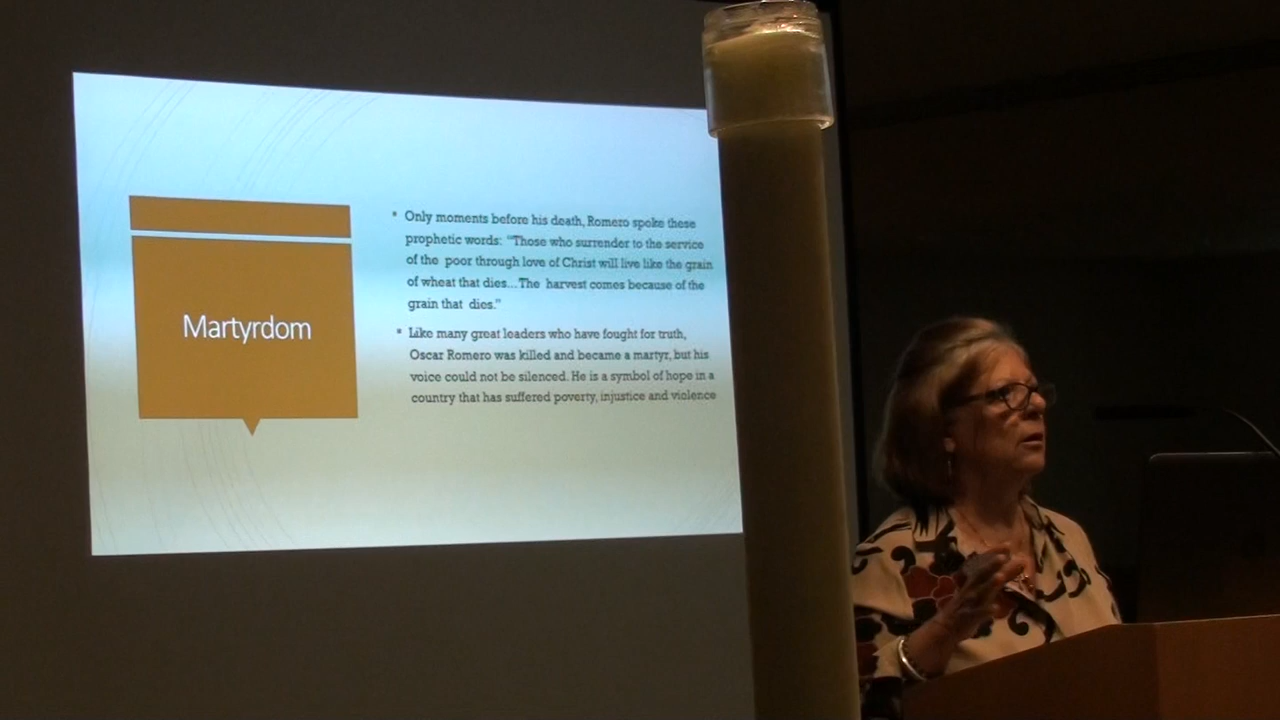 Martyrdom
Only moments before his death, Romero spoke these
prophetic words: "Those who surrender to the service
of the poor through love of Christ will live like the grain
of wheat that dies...The harvest comes because of the
grain that dies."
Like many great leaders who have fought for truth,
Oscar Romero was killed and became a martyr, but his
voice could not be silenced. He is a symbol of hope in a
country that has suffered poverty, injustice and violence